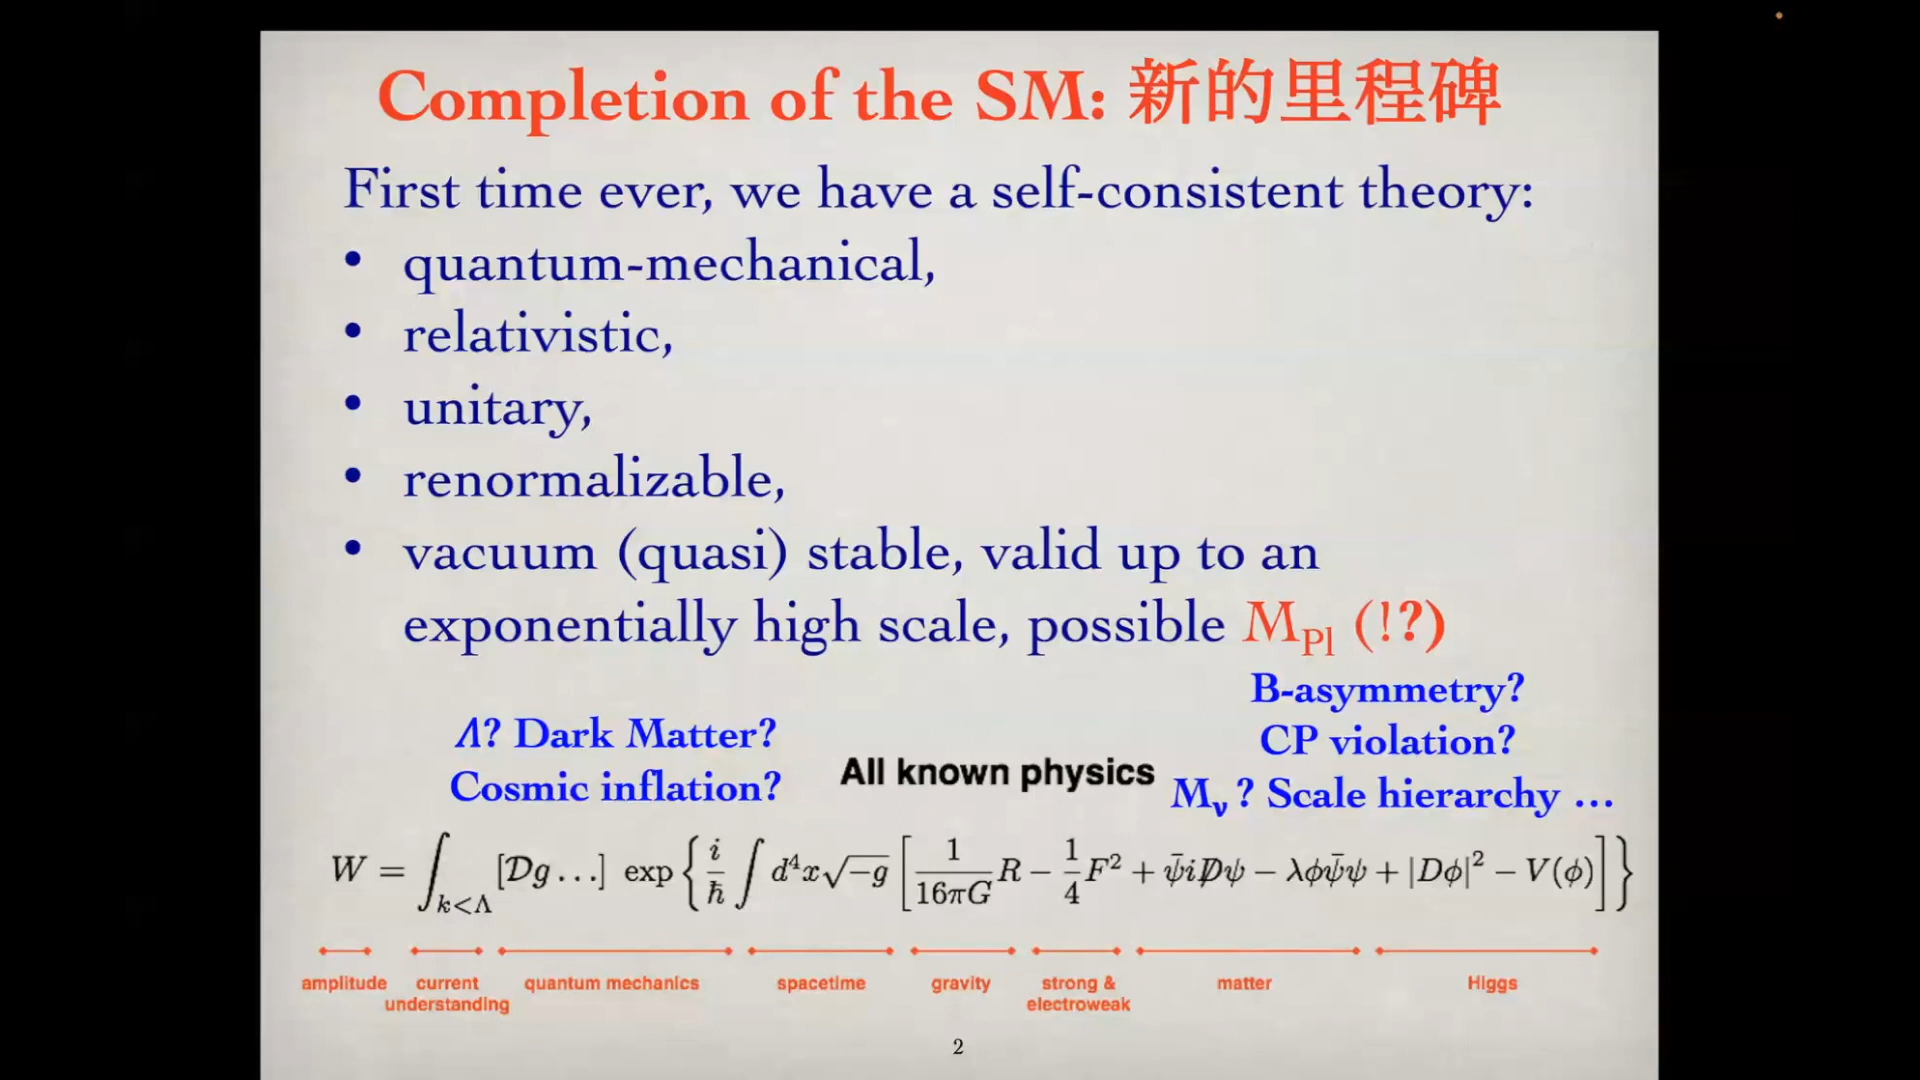 Completion of the SM: 新的里程碑
First time ever, we have a self-consistent theory:
• quantum-mechanical,
• relativistic,
• unitary,
• renormalizable,
• vacuum (quasi) stable, valid up to an
exponentially high scale, possible M_Pl (!?)
Λ? Dark Matter?
Cosmic inflation?
All known physics
B-asymmetry?
CP violation?
M_ν ? Scale hierarchy …
W = ∫_{k<Λ} [𝒟g …] exp { i/ħ ∫ d⁴x √−g [ 1/(16πG) R − 1/4 F² + ψ̄ i D̸ ψ − λφψ̄ψ + |Dφ|² − V(φ) ] }
amplitude
current
understanding
quantum mechanics
spacetime
gravity
strong &
electroweak
matter
Higgs
2